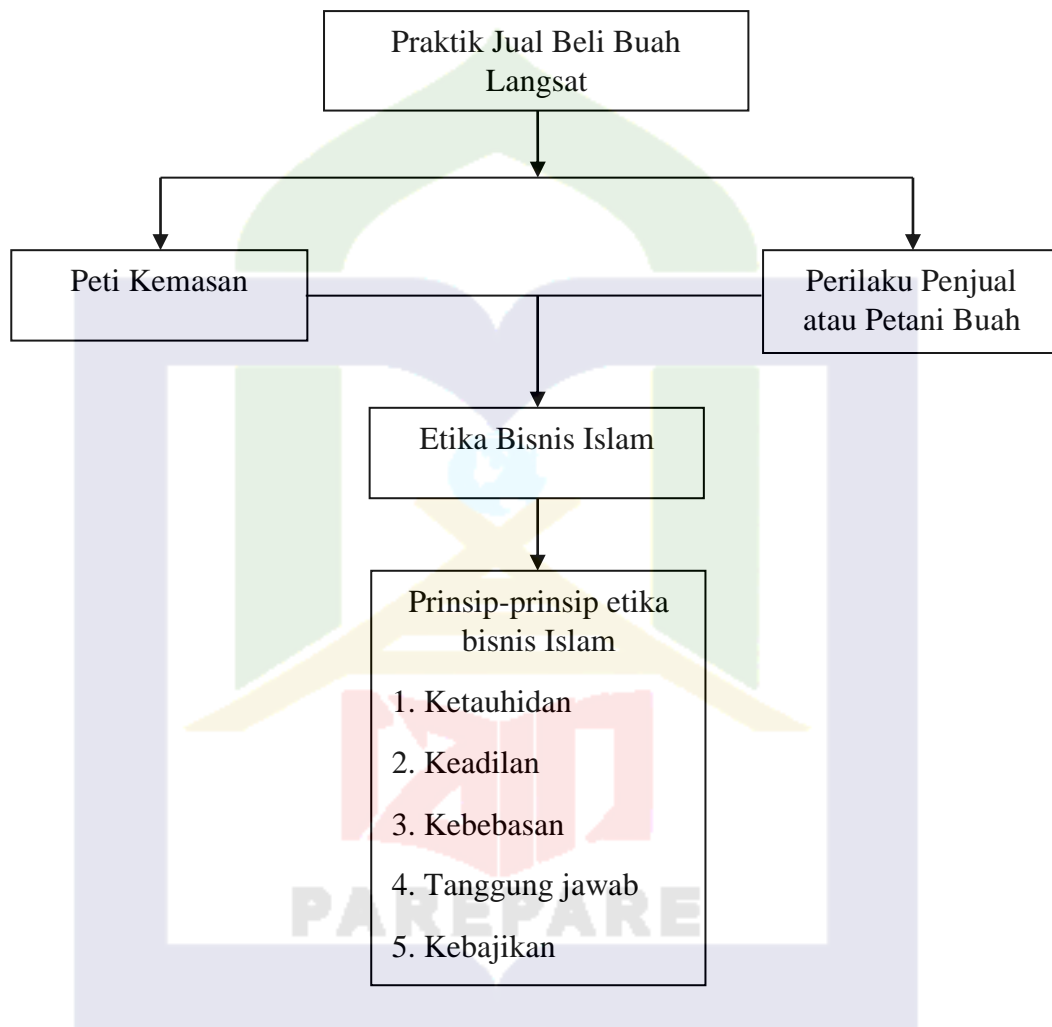 Praktik Jual Beli Buah
Langsat
Peti Kemasan
Perilaku Penjual
atau Petani Buah
Etika Bisnis Islam
Prinsip-prinsip etika
bisnis Islam
1. Ketauhidan
2. Keadilan
3. Kebebasan
4. Tanggung jawab
5. Kebajikan
PAREPARE